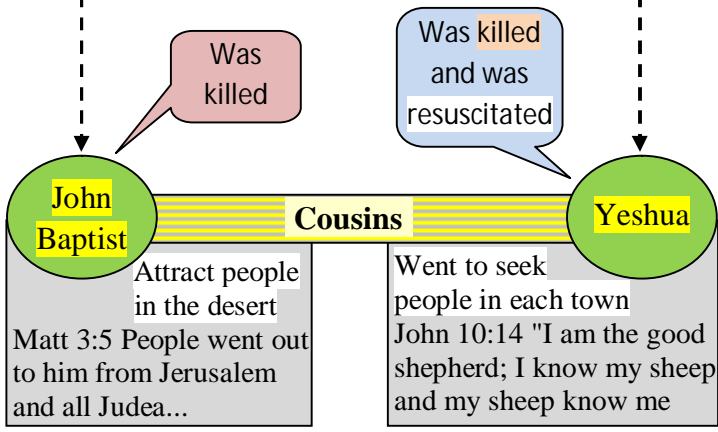 Was
killed
Was killed
and was
resuscitated
John
Baptist
Cousins
Yeshua
Attract people
in the desert
Matt 3:5 People went out
to him from Jerusalem
and all Judea...
Went to seek
people in each town
John 10:14 "I am the good
shepherd; I know my sheep
and my sheep know me